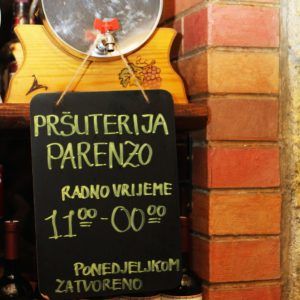 PRŠUTERIJA
PARENZO
RADNO VRIJEME
11⁰⁰-00⁰⁰
PONEDJELJKOM
ZATVORENO